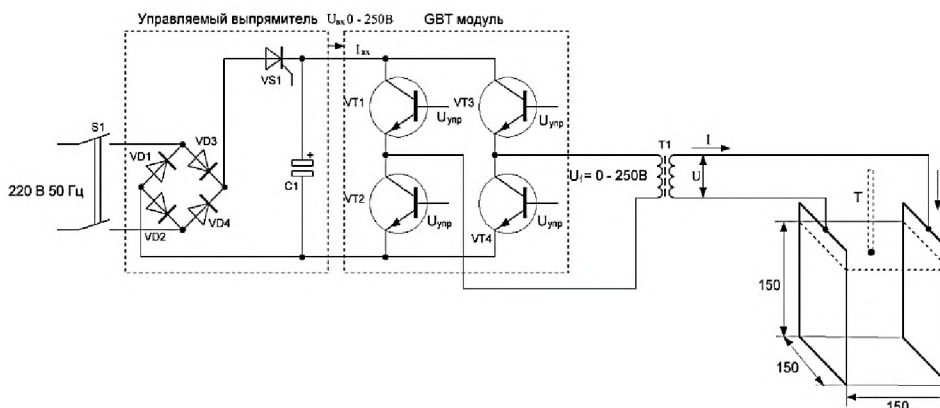 Управляемый выпрямитель
Uвх 0 - 250В
GBT модуль
Iвх
VS1
VT1
VT3
Uупр
Uупр
S1
VD1
VD3
+
C1
T1
I
220 В 50 Гц
U1 = 0 - 250В
U
T
VT2
Uупр
Uупр
VD2
VD4
VT4
150
150
150